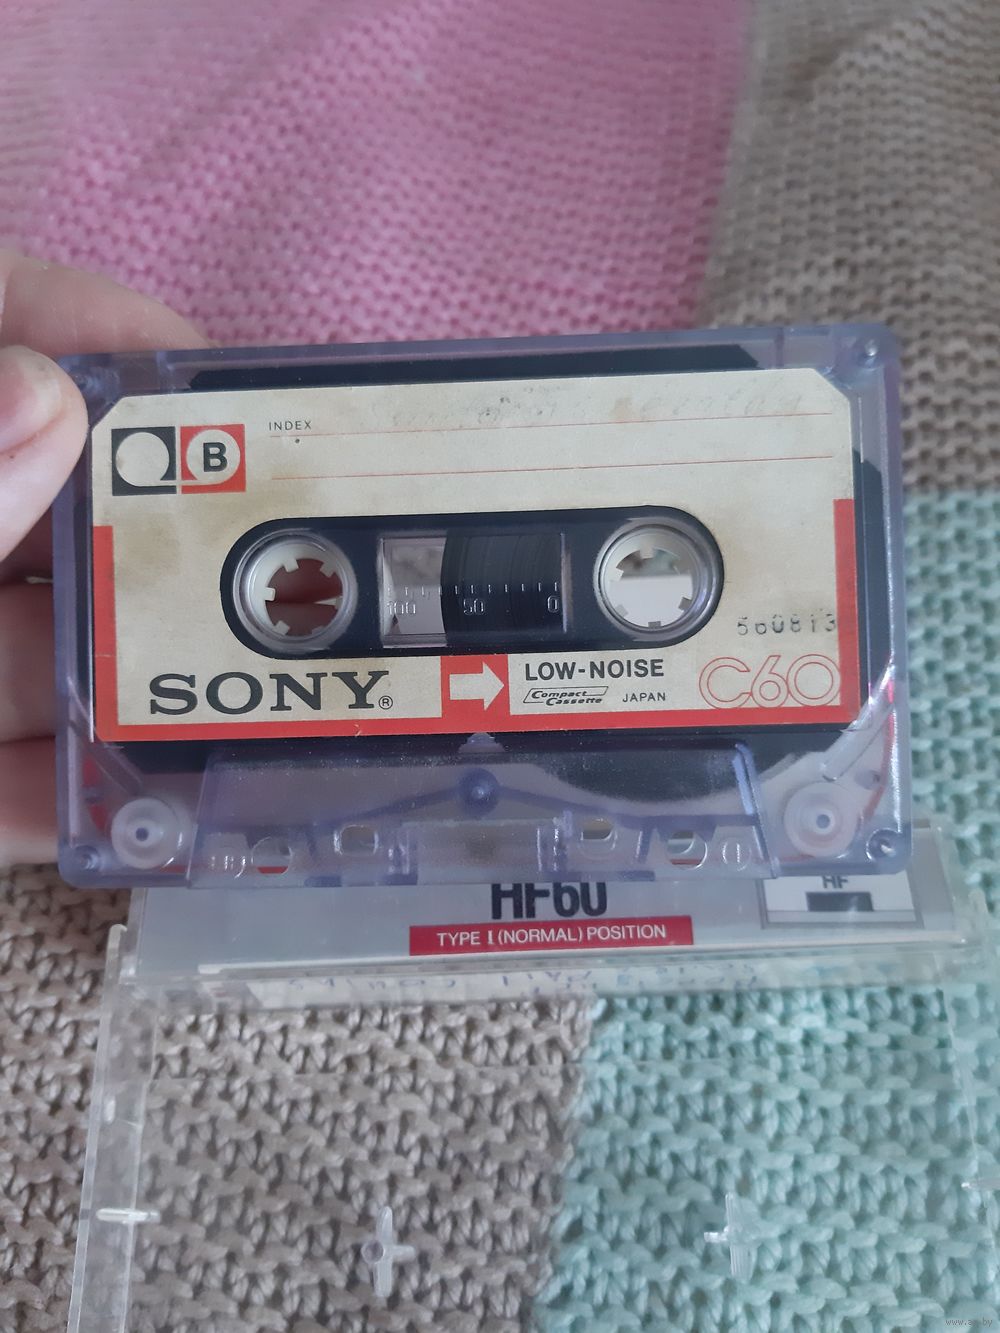 INDEX
B
100 50 0
560813
SONY®
LOW-NOISE
Compact Cassette
JAPAN
C60
HF60
HF
TYPE I (NORMAL) POSITION